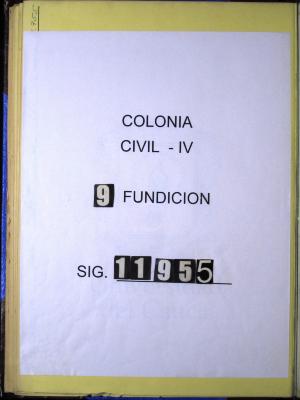 COLONIA
CIVIL - IV
9 FUNDICION
SIG. 11955